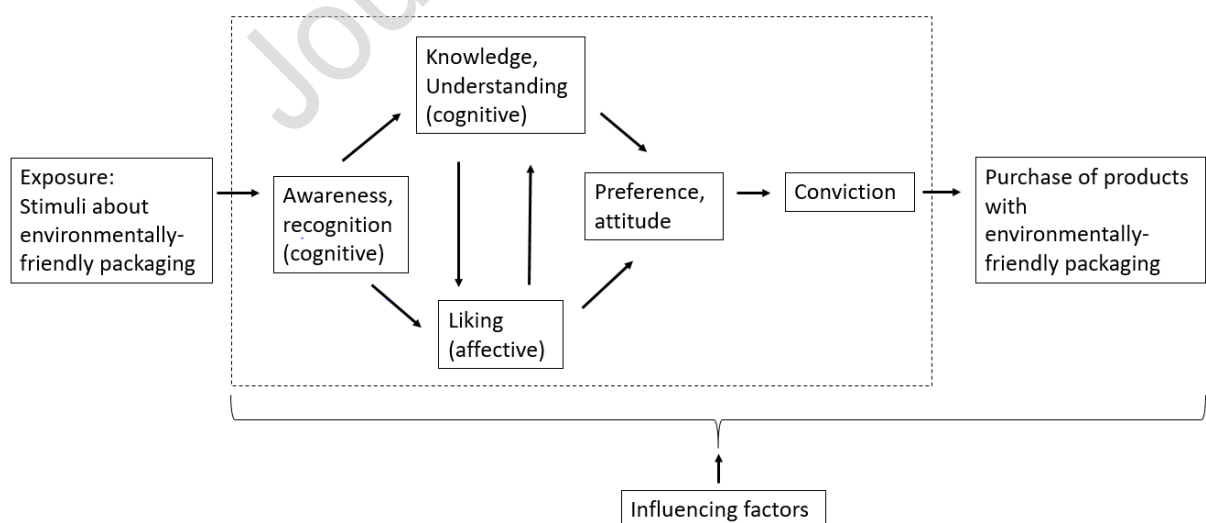 Jou
Knowledge,
Understanding
(cognitive)
Exposure:
Stimuli about
environmentally-
friendly packaging
Awareness,
recognition
(cognitive)
Preference,
attitude
Conviction
Purchase of products
with
environmentally-
friendly packaging
Liking
(affective)
Influencing factors